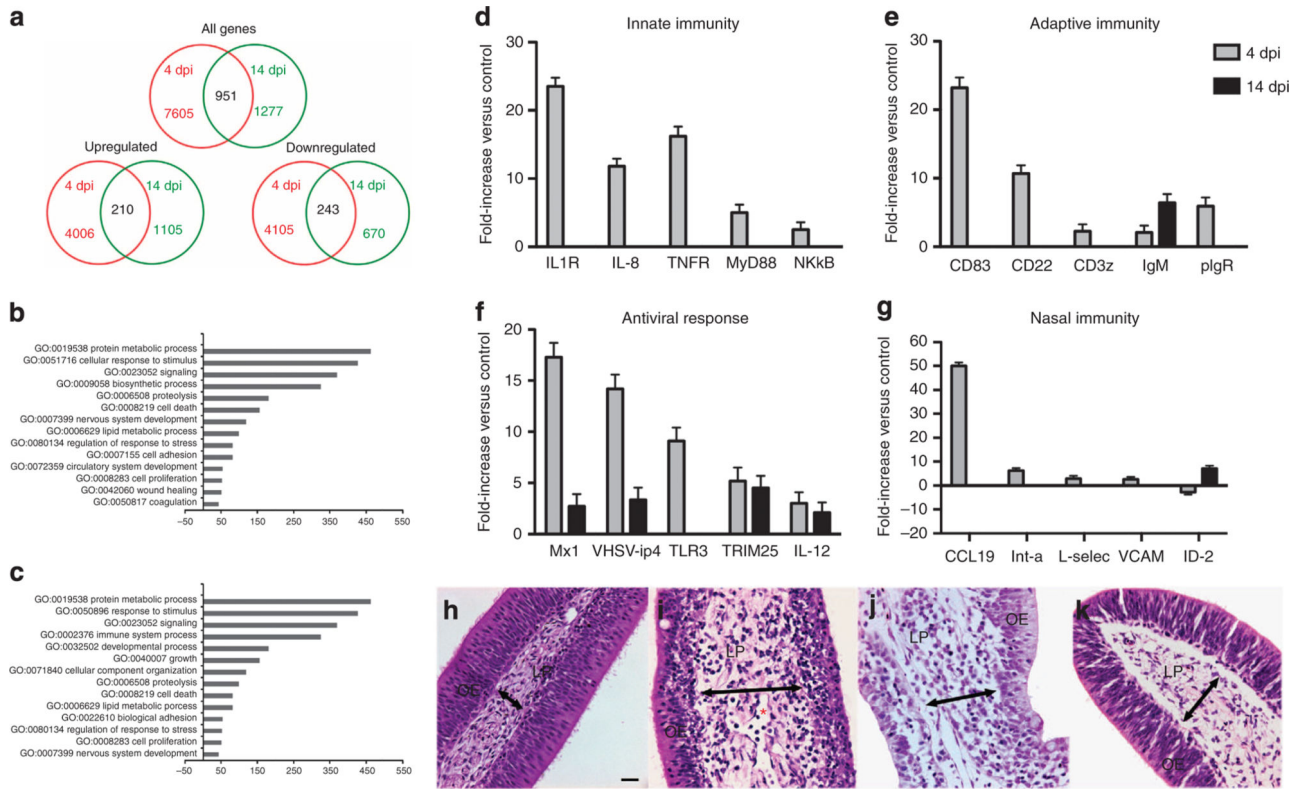 a
All genes
4 dpi
14 dpi
951
7605
1277
Upregulated
Downregulated
4 dpi
14 dpi
210
4006
1105
4 dpi
14 dpi
243
4105
670
b
GO:0019538 protein metabolic process
GO:0051716 cellular response to stimulus
GO:0023052 signaling
GO:0009058 biosynthetic process
GO:0006508 proteolysis
GO:0008219 cell death
GO:0007399 nervous system development
GO:0006629 lipid metabolic process
GO:0080134 regulation of response to stress
GO:0007155 cell adhesion
GO:0072359 circulatory system development
GO:0008283 cell proliferation
GO:0042060 wound healing
GO:0050817 coagulation
−50 50 150 250 350 450 550
c
GO:0019538 protein metabolic process
GO:0050896 response to stimulus
GO:0023052 signaling
GO:0002376 immune system process
GO:0032502 developmental process
GO:0040007 growth
GO:0071840 cellular component organization
GO:0006508 proteolysis
GO:0008219 cell death
GO:0006629 lipid metabolic process
GO:0022610 biological adhesion
GO:0080134 regulation of response to stress
GO:0008283 cell proliferation
GO:0007399 nervous system development
−50 50 150 250 350 450 550
d
Innate immunity
Fold-increase versus control
30
20
10
0
IL1R IL-8 TNFR MyD88 NKkB
e
Adaptive immunity
4 dpi
14 dpi
Fold-increase versus control
30
20
10
0
CD83 CD22 CD3z IgM pIgR
f
Antiviral response
Fold-increase versus control
20
15
10
5
0
Mx1 VHSV-ip4 TLR3 TRIM25 IL-12
g
Nasal immunity
Fold-increase versus control
60
50
40
30
20
10
0
−10
−20
CCL19 Int-a L-selec VCAM ID-2
h
OE
LP
i
LP
*
OE
j
LP
OE
k
LP
OE